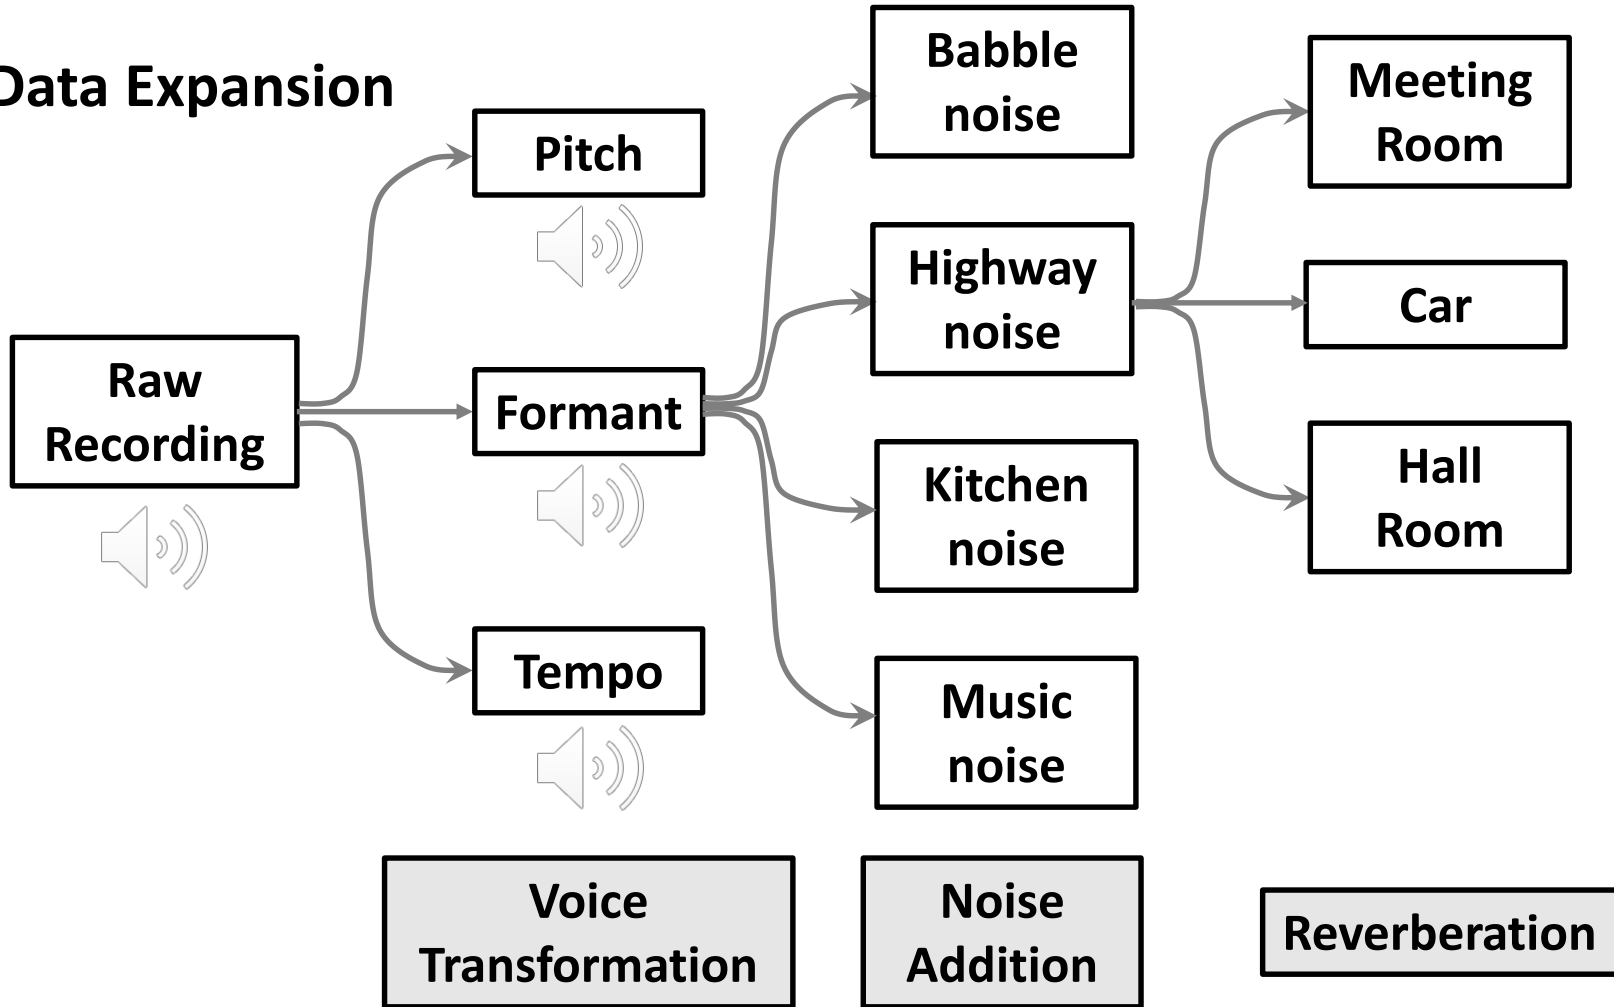 Data Expansion
Raw
Recording
Pitch
Formant
Tempo
Babble
noise
Highway
noise
Kitchen
noise
Music
noise
Meeting
Room
Car
Hall
Room
Voice
Transformation
Noise
Addition
Reverberation